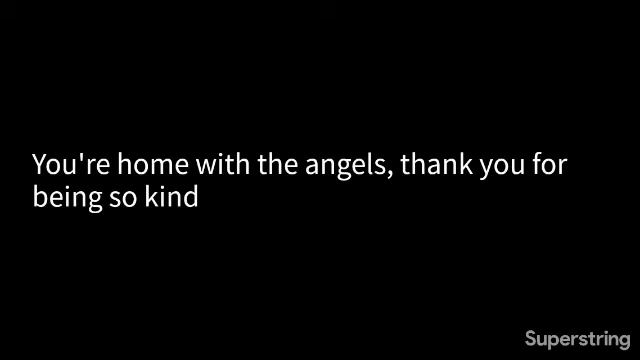 You're home with the angels, thank you for
being so kind
Superstring